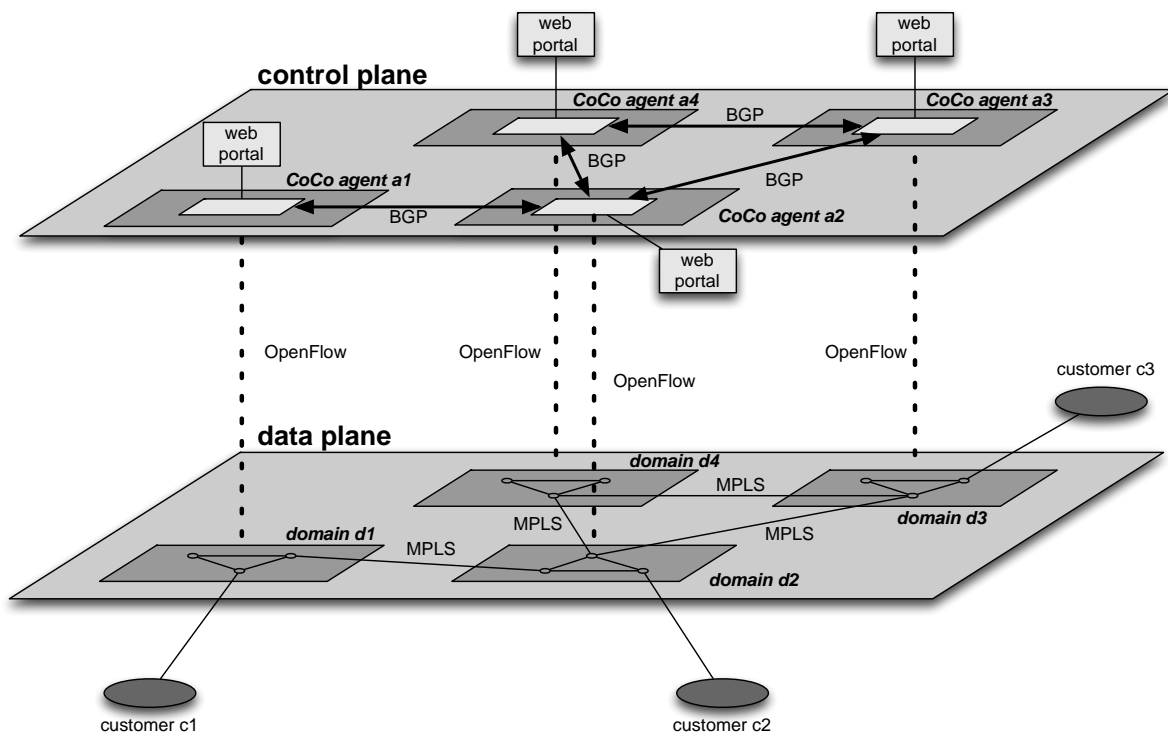 web
portal
web
portal
control plane
CoCo agent a4
CoCo agent a3
BGP
web
portal
BGP
CoCo agent a1
BGP
BGP
CoCo agent a2
web
portal
OpenFlow
OpenFlow
OpenFlow
OpenFlow
customer c3
data plane
domain d4
MPLS
domain d3
MPLS
MPLS
domain d1
MPLS
domain d2
customer c1
customer c2